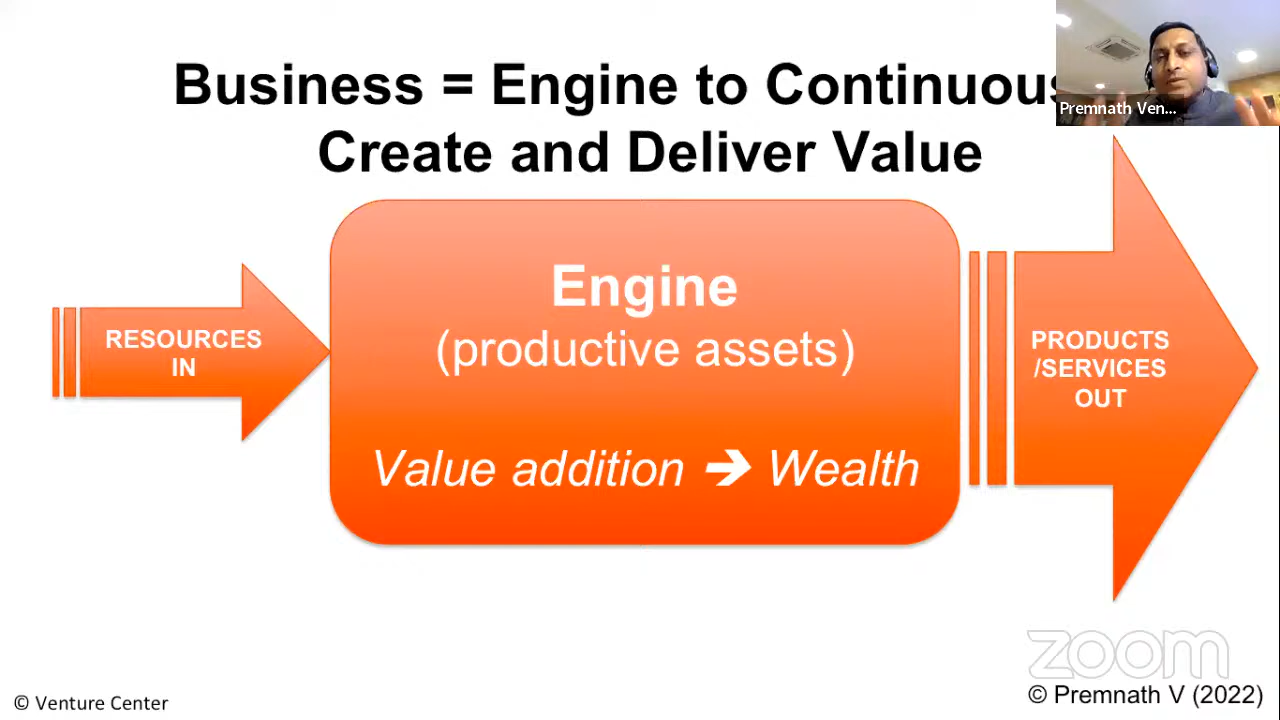 Business = Engine to Continuous
Create and Deliver Value
Premnath Ven...
RESOURCES
IN
Engine
(productive assets)
Value addition ➔ Wealth
PRODUCTS
/SERVICES
OUT
zoom
© Venture Center
© Premnath V (2022)